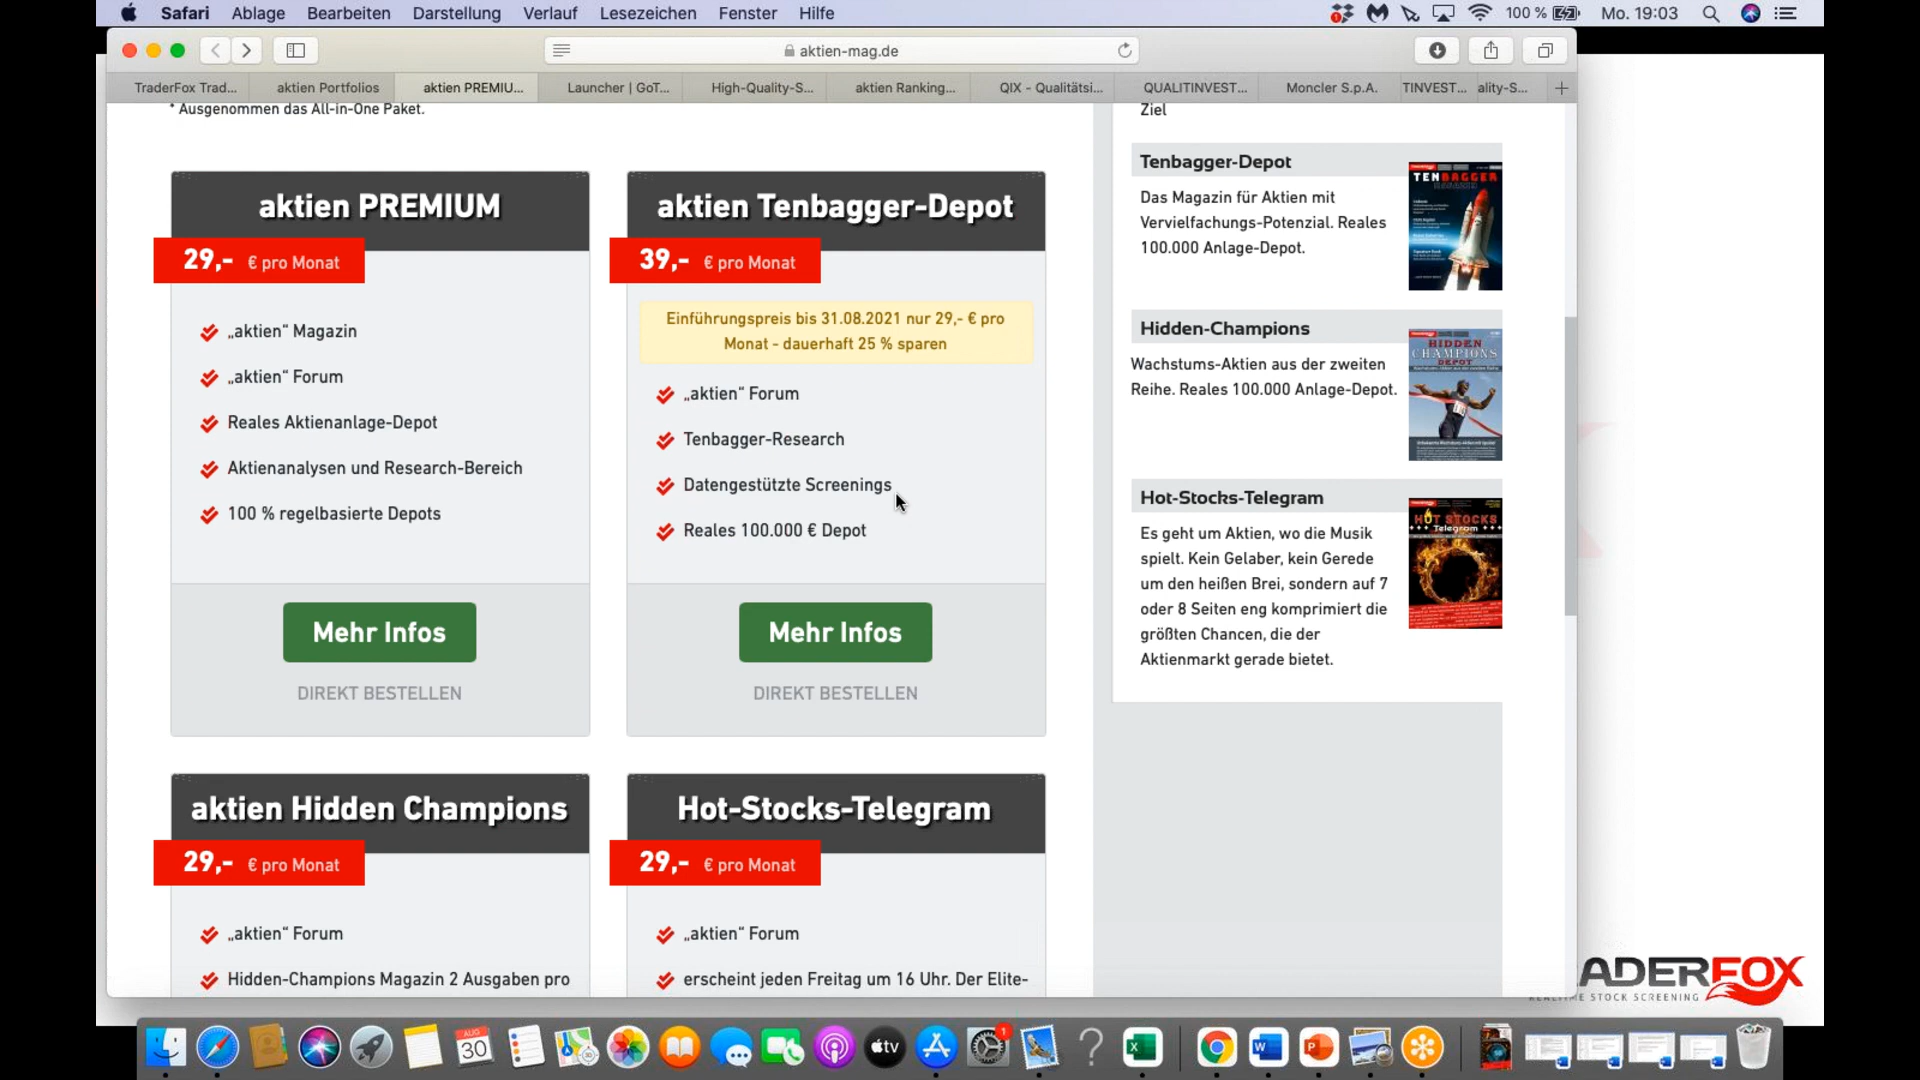 Safari Ablage Bearbeiten Darstellung Verlauf Lesezeichen Fenster Hilfe 100 % Mo. 19:03
aktien-mag.de
TraderFox Trad... aktien Portfolios aktien PREMIU... Launcher | GoT... High-Quality-S... aktien Ranking... QIX - Qualitätsi... QUALITINVEST... Moncler S.p.A. TINVEST... ality-S...
* Ausgenommen das All-in-One Paket.
aktien PREMIUM
29,- € pro Monat
„aktien“ Magazin
„aktien“ Forum
Reales Aktienanlage-Depot
Aktienanalysen und Research-Bereich
100 % regelbasierte Depots
Mehr Infos
DIREKT BESTELLEN
aktien Tenbagger-Depot
39,- € pro Monat
Einführungspreis bis 31.08.2021 nur 29,- € pro
Monat - dauerhaft 25 % sparen
„aktien“ Forum
Tenbagger-Research
Datengestützte Screenings
Reales 100.000 € Depot
Mehr Infos
DIREKT BESTELLEN
aktien Hidden Champions
29,- € pro Monat
„aktien“ Forum
Hidden-Champions Magazin 2 Ausgaben pro
Hot-Stocks-Telegram
29,- € pro Monat
„aktien“ Forum
erscheint jeden Freitag um 16 Uhr. Der Elite-
Ziel
Tenbagger-Depot
Das Magazin für Aktien mit
Vervielfachungs-Potenzial. Reales
100.000 Anlage-Depot.
TENBAGGER
Hidden-Champions
Wachstums-Aktien aus der zweiten
Reihe. Reales 100.000 Anlage-Depot.
HIDDEN
CHAMPIONS
DEPOT
Hot-Stocks-Telegram
Es geht um Aktien, wo die Musik
spielt. Kein Gelaber, kein Gerede
um den heißen Brei, sondern auf 7
oder 8 Seiten eng komprimiert die
größten Chancen, die der
Aktienmarkt gerade bietet.
HOT STOCKS
Telegram
ADERFOX
STOCK SCREENING
AUG
30
tv
1